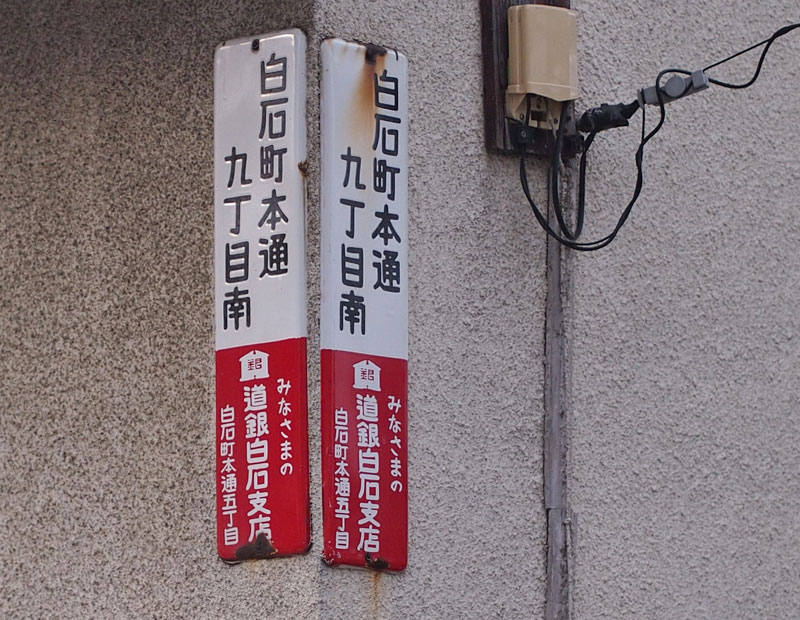 白石町本通
九丁目南
銀
みなさまの
道銀白石支店
白石町本通五丁目
白石町本通
九丁目南
銀
みなさまの
道銀白石支店
白石町本通五丁目